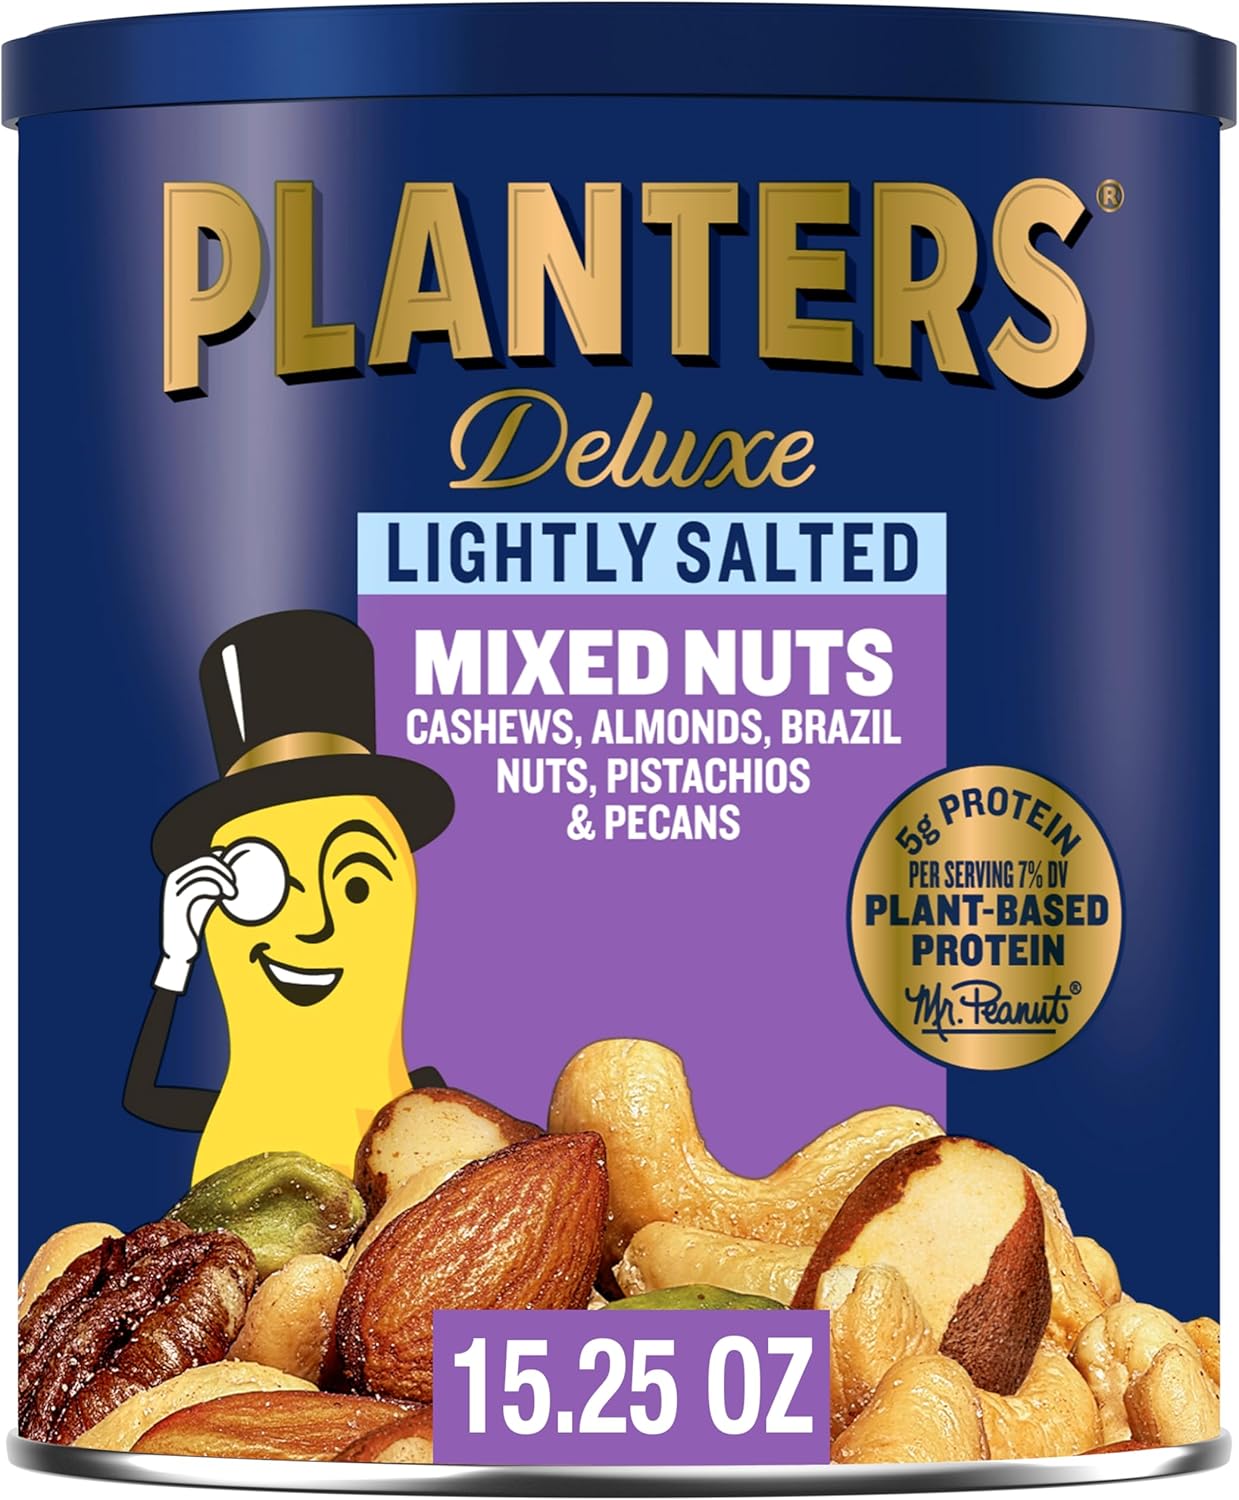 PLANTERS®
Deluxe
LIGHTLY SALTED
MIXED NUTS
CASHEWS, ALMONDS, BRAZIL
NUTS, PISTACHIOS
& PECANS
5g PROTEIN
PER SERVING 7% DV
PLANT-BASED
PROTEIN
Mr. Peanut®
15.25 OZ